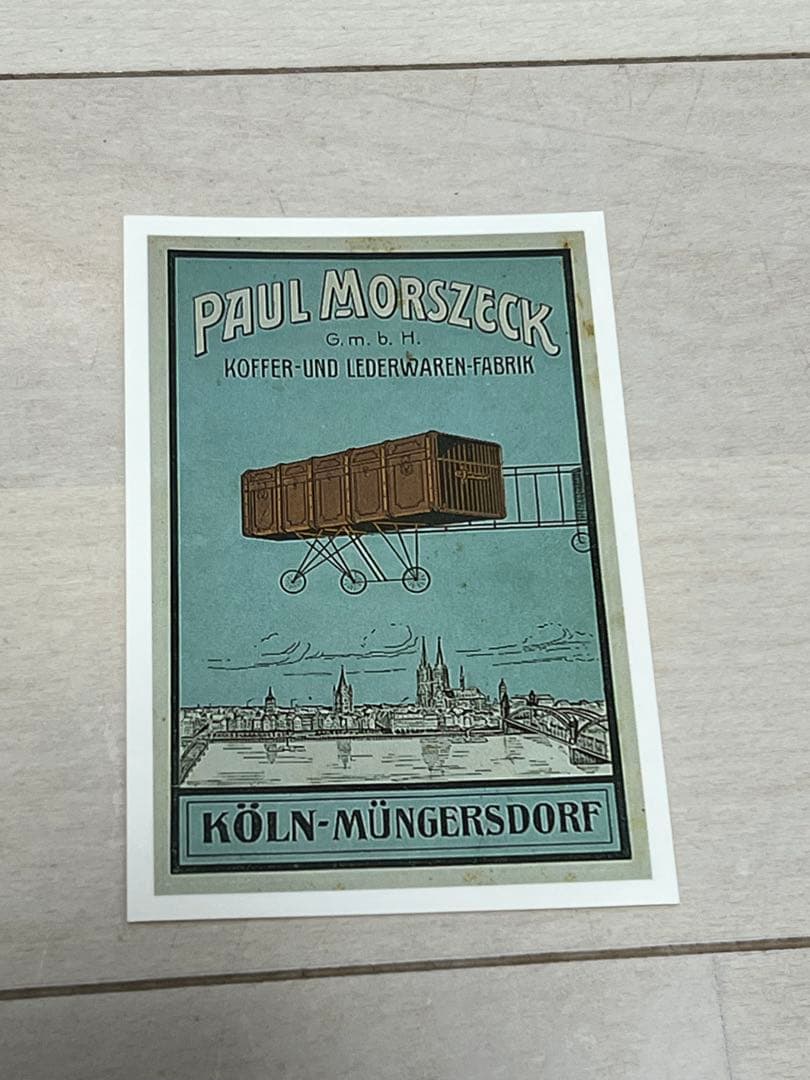 PAUL MORSZECK
G.m.b.H.
KOFFER-UND LEDERWAREN-FABRIK
KÖLN-MÜNGERSDORF